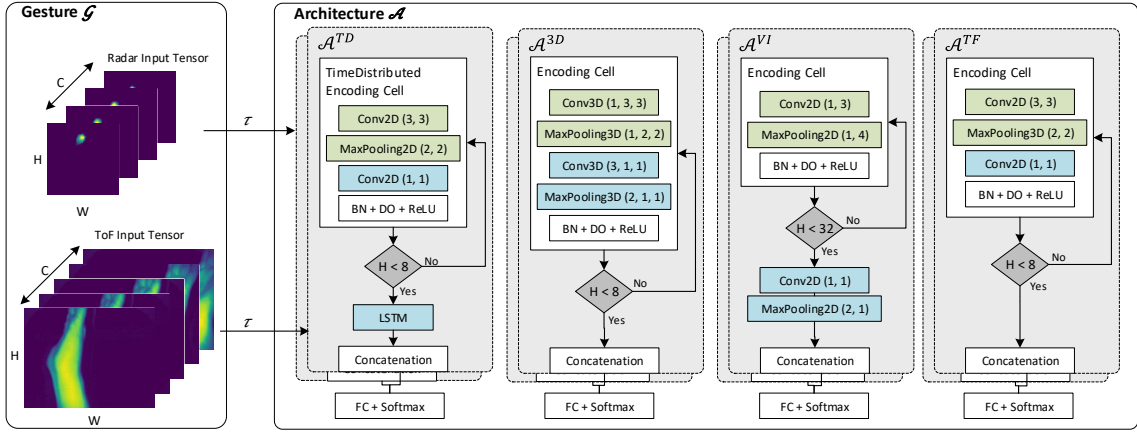 Gesture 𝒢
Radar Input Tensor
C
H
W
ToF Input Tensor
C
H
W
τ
τ
Architecture 𝒜
𝒜^TD
TimeDistributed
Encoding Cell
Conv2D (3, 3)
MaxPooling2D (2, 2)
Conv2D (1, 1)
BN + DO + ReLU
H < 8
No
Yes
LSTM
Concatenation
FC + Softmax
𝒜^3D
Encoding Cell
Conv3D (1, 3, 3)
MaxPooling3D (1, 2, 2)
Conv3D (3, 1, 1)
MaxPooling3D (2, 1, 1)
BN + DO + ReLU
H < 8
No
Yes
Concatenation
FC + Softmax
𝒜^VI
Encoding Cell
Conv2D (1, 3)
MaxPooling2D (1, 4)
BN + DO + ReLU
H < 32
No
Yes
Conv2D (1, 1)
MaxPooling2D (2, 1)
Concatenation
FC + Softmax
𝒜^TF
Encoding Cell
Conv2D (3, 3)
MaxPooling3D (2, 2)
Conv2D (1, 1)
BN + DO + ReLU
H < 8
No
Yes
Concatenation
FC + Softmax